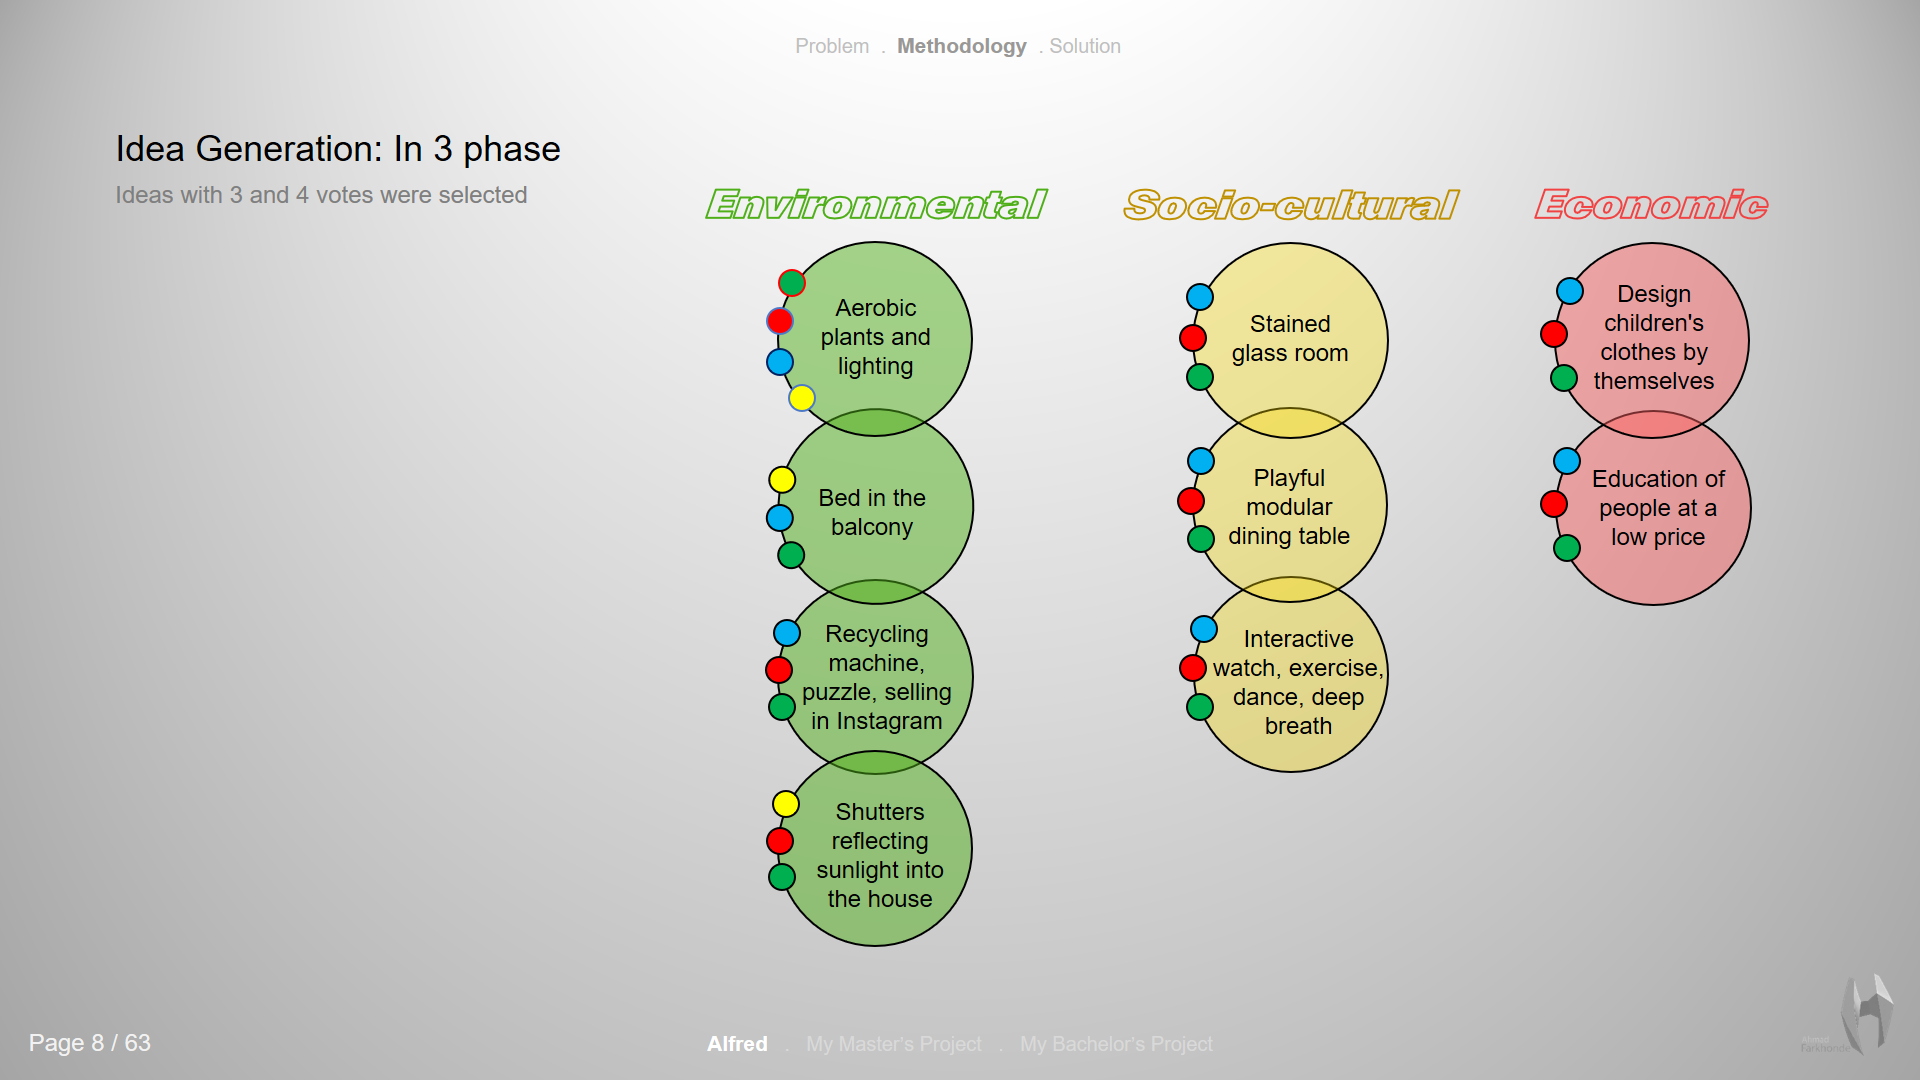 Problem . Methodology . Solution
Idea Generation: In 3 phase
Ideas with 3 and 4 votes were selected
Environmental
Aerobic
plants and
lighting
Bed in the
balcony
Recycling
machine,
puzzle, selling
in Instagram
Shutters
reflecting
sunlight into
the house
Socio-cultural
Stained
glass room
Playful
modular
dining table
Interactive
watch, exercise,
dance, deep
breath
Economic
Design
children's
clothes by
themselves
Education of
people at a
low price
Page 8 / 63
Alfred . My Master's Project . My Bachelor's Project
Ahmad